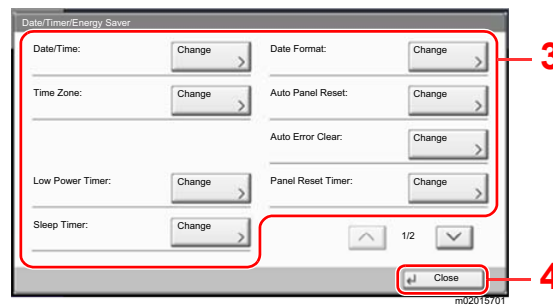 Date/Timer/Energy Saver
Date/Time: Change Date Format: Change
3
Time Zone: Change Auto Panel Reset: Change
Auto Error Clear: Change
Low Power Timer: Change Panel Reset Timer: Change
Sleep Timer: Change
1/2
Close
4
m02015701